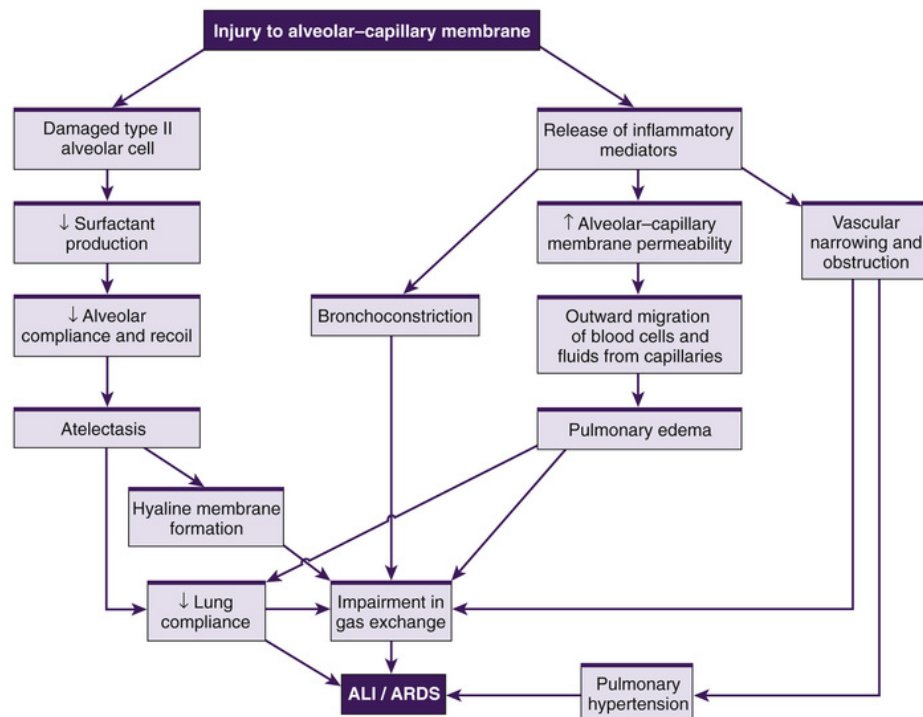 Injury to alveolar–capillary membrane
Damaged type II
alveolar cell
Release of inflammatory
mediators
↓ Surfactant
production
↑ Alveolar–capillary
membrane permeability
Vascular
narrowing and
obstruction
↓ Alveolar
compliance and recoil
Bronchoconstriction
Outward migration
of blood cells and
fluids from capillaries
Atelectasis
Pulmonary edema
Hyaline membrane
formation
↓ Lung
compliance
Impairment in
gas exchange
ALI / ARDS
Pulmonary
hypertension